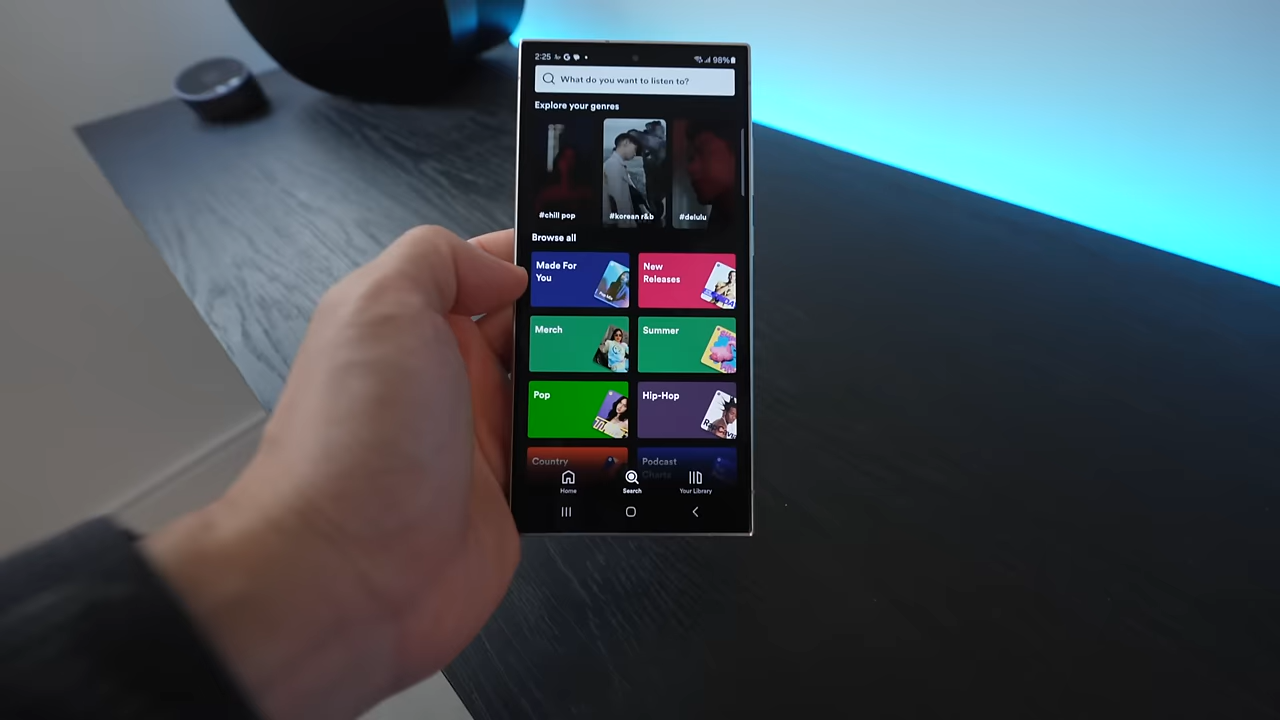 2:25
98%
What do you want to listen to?
Explore your genres
#chill pop
#korean r&b
#delulu
Browse all
Made For
You
New
Releases
Merch
Summer
Pop
Hip-Hop
Country
Podcast
Charts
Home
Search
Your Library